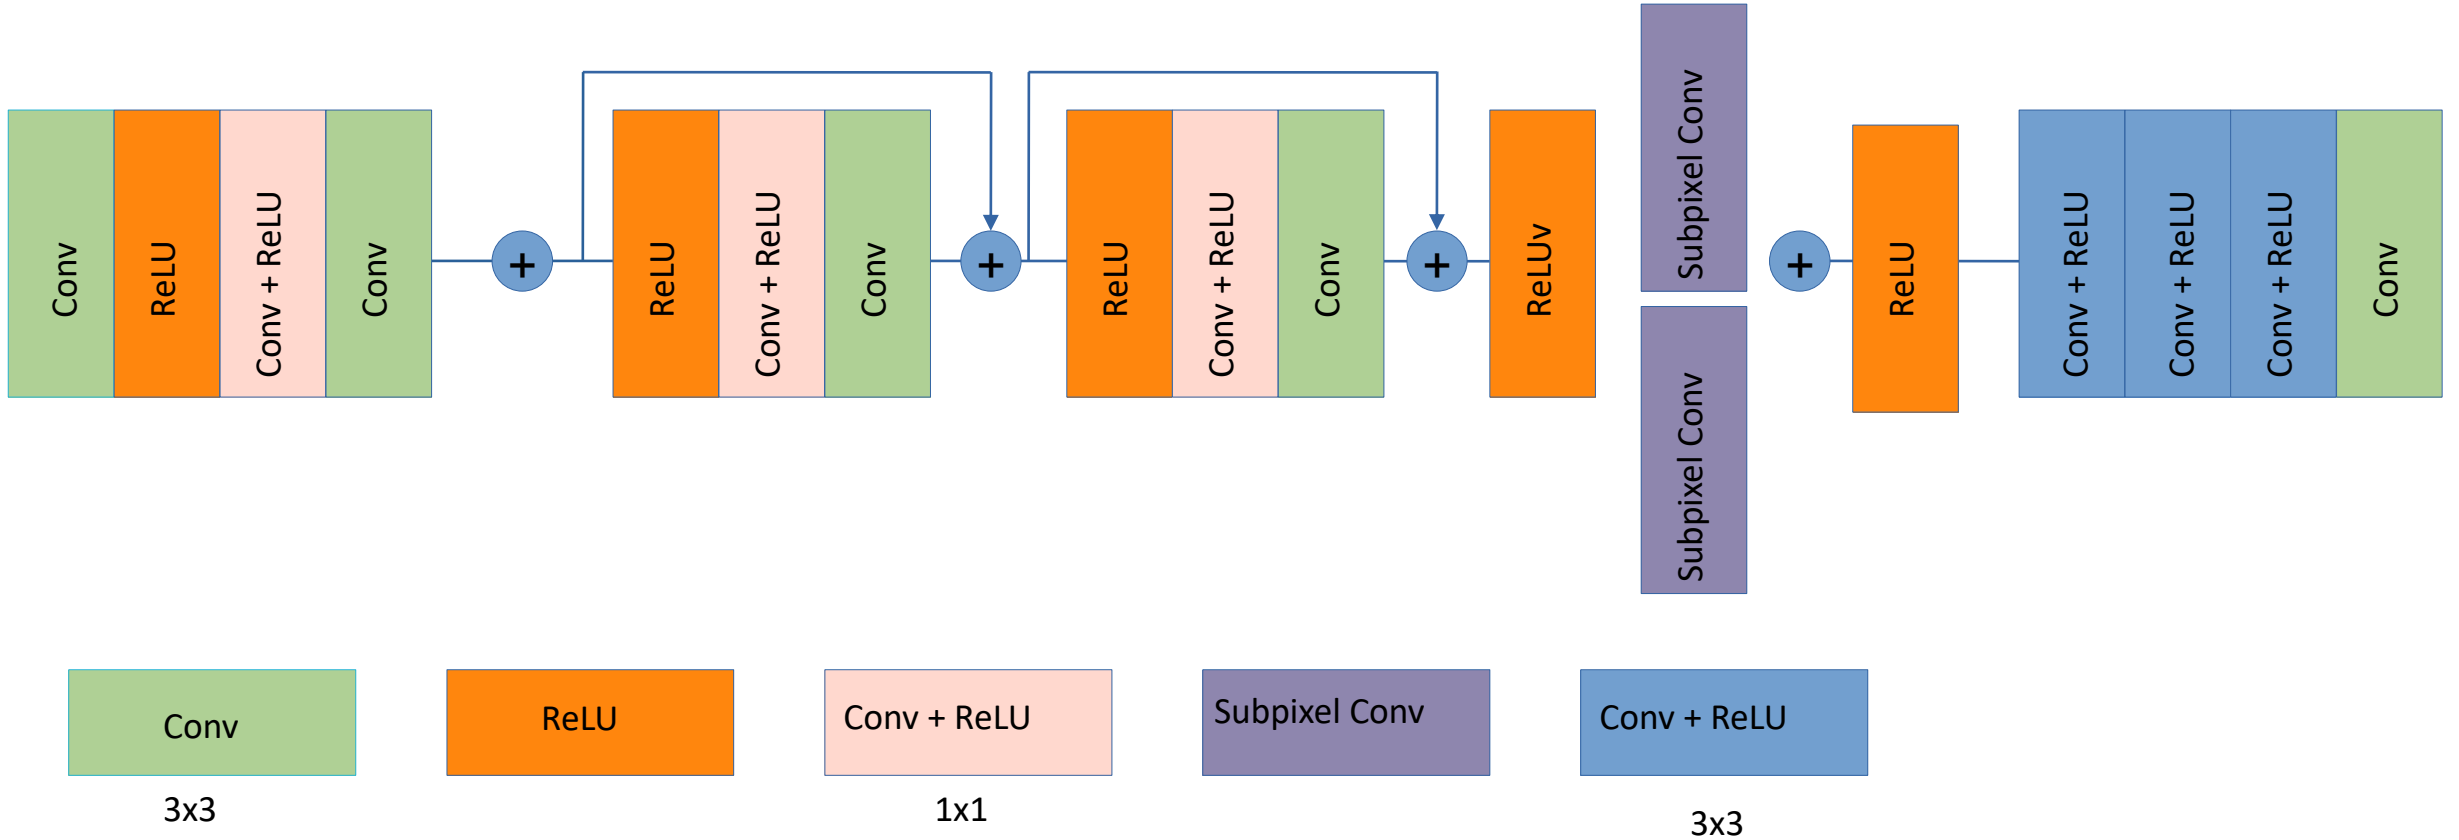 Conv
ReLU
Conv + ReLU
Conv
+
ReLU
Conv + ReLU
Conv
+
ReLU
Conv + ReLU
Conv
+
ReLUv
Subpixel Conv
Subpixel Conv
+
ReLU
Conv + ReLU
Conv + ReLU
Conv + ReLU
Conv
Conv
ReLU
Conv + ReLU
Subpixel Conv
Conv + ReLU
3x3
1x1
3x3